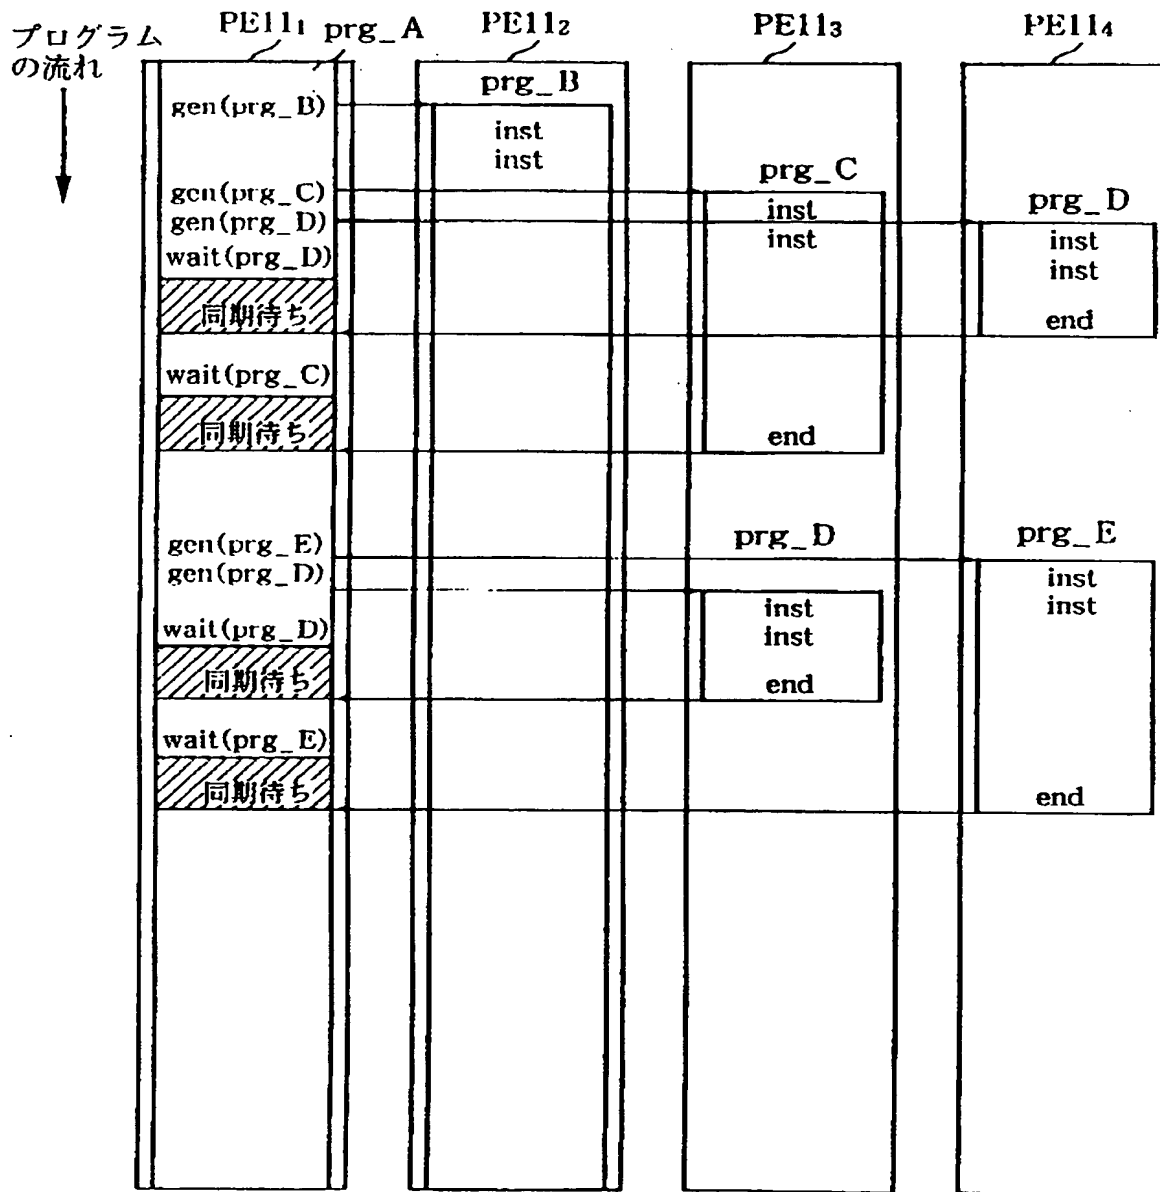 プログラム
の流れ
PE11₁
prg_A
gen(prg_B)
gen(prg_C)
gen(prg_D)
wait(prg_D)
同期待ち
wait(prg_C)
同期待ち
gen(prg_E)
gen(prg_D)
wait(prg_D)
同期待ち
wait(prg_E)
同期待ち
PE11₂
prg_B
inst
inst
PE11₃
prg_C
inst
inst
end
prg_D
inst
inst
end
PE11₄
prg_D
inst
inst
end
prg_E
inst
inst
end